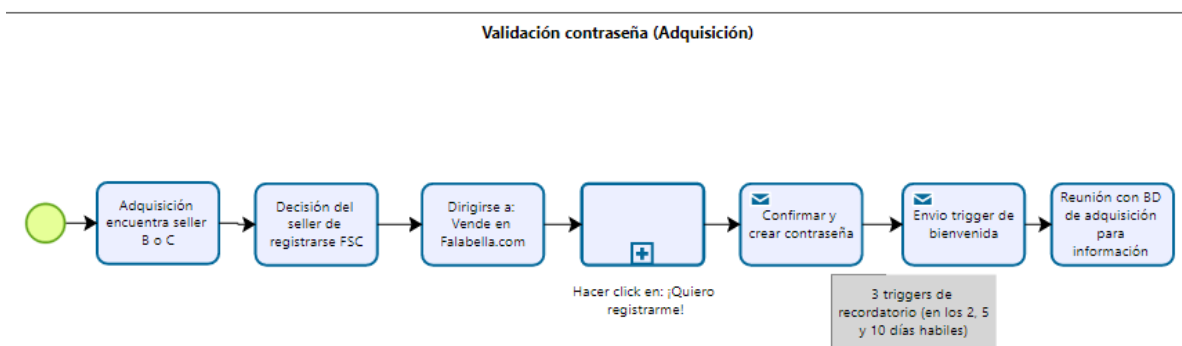 Validación contraseña (Adquisición)
Adquisición
encuentra seller
B o C
Decisión del
seller de
registrarse FSC
Dirigirse a:
Vende en
Falabella.com
Hacer click en: ¡Quiero
registrarme!
Confirmar y
crear contraseña
Envio trigger de
bienvenida
3 triggers de
recordatorio (en los 2, 5
y 10 días habiles)
Reunión con BD
de adquisición
para
información